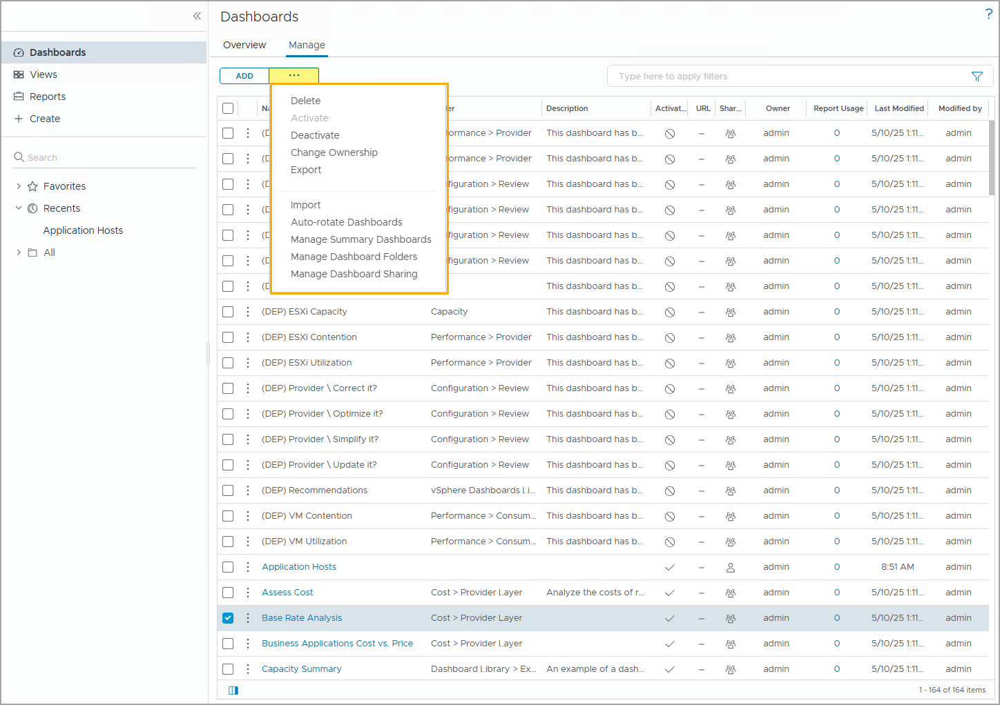 Dashboards
?
Dashboards
Views
Reports
Create
Search
Favorites
Recents
Application Hosts
All
Overview Manage
ADD ...
Type here to apply filters
Delete
Activate
Deactivate
Change Ownership
Export
Import
Auto-rotate Dashboards
Manage Summary Dashboards
Manage Dashboard Folders
Manage Dashboard Sharing
Description Activat... URL Shar... Owner Report Usage Last Modified Modified by
> Provider This dashboard has b... – admin 0 5/10/25 1:11... admin
> Provider This dashboard has b... – admin 0 5/10/25 1:11... admin
> Review This dashboard has b... – admin 0 5/10/25 1:11... admin
> Review This dashboard has b... – admin 0 5/10/25 1:11... admin
> Review This dashboard has b... – admin 0 5/10/25 1:11... admin
> Review This dashboard has b... – admin 0 5/10/25 1:11... admin
This dashboard has b... – admin 0 5/10/25 1:11... admin
(DEP) ESXi Capacity Capacity This dashboard has b... – admin 0 5/10/25 1:11... admin
(DEP) ESXi Contention Performance > Provider This dashboard has b... – admin 0 5/10/25 1:11... admin
(DEP) ESXi Utilization Performance > Provider This dashboard has b... – admin 0 5/10/25 1:11... admin
(DEP) Provider \ Correct it? Configuration > Review This dashboard has b... – admin 0 5/10/25 1:11... admin
(DEP) Provider \ Optimize it? Configuration > Review This dashboard has b... – admin 0 5/10/25 1:11... admin
(DEP) Provider \ Simplify it? Configuration > Review This dashboard has b... – admin 0 5/10/25 1:11... admin
(DEP) Provider \ Update it? Configuration > Review This dashboard has b... – admin 0 5/10/25 1:11... admin
(DEP) Recommendations vSphere Dashboards Li... This dashboard has b... – admin 0 5/10/25 1:11... admin
(DEP) VM Contention Performance > Consum... This dashboard has b... – admin 0 5/10/25 1:11... admin
(DEP) VM Utilization Performance > Consum... This dashboard has b... – admin 0 5/10/25 1:11... admin
Application Hosts – admin 0 8:51 AM admin
Assess Cost Cost > Provider Layer Analyze the costs of r... – admin 0 5/10/25 1:11... admin
Base Rate Analysis Cost > Provider Layer – admin 0 5/10/25 1:11... admin
Business Applications Cost vs. Price Cost > Provider Layer – admin 0 5/10/25 1:11... admin
Capacity Summary Dashboard Library > Ex... An example of a dash... – admin 0 5/10/25 1:11... admin
1 - 164 of 164 items